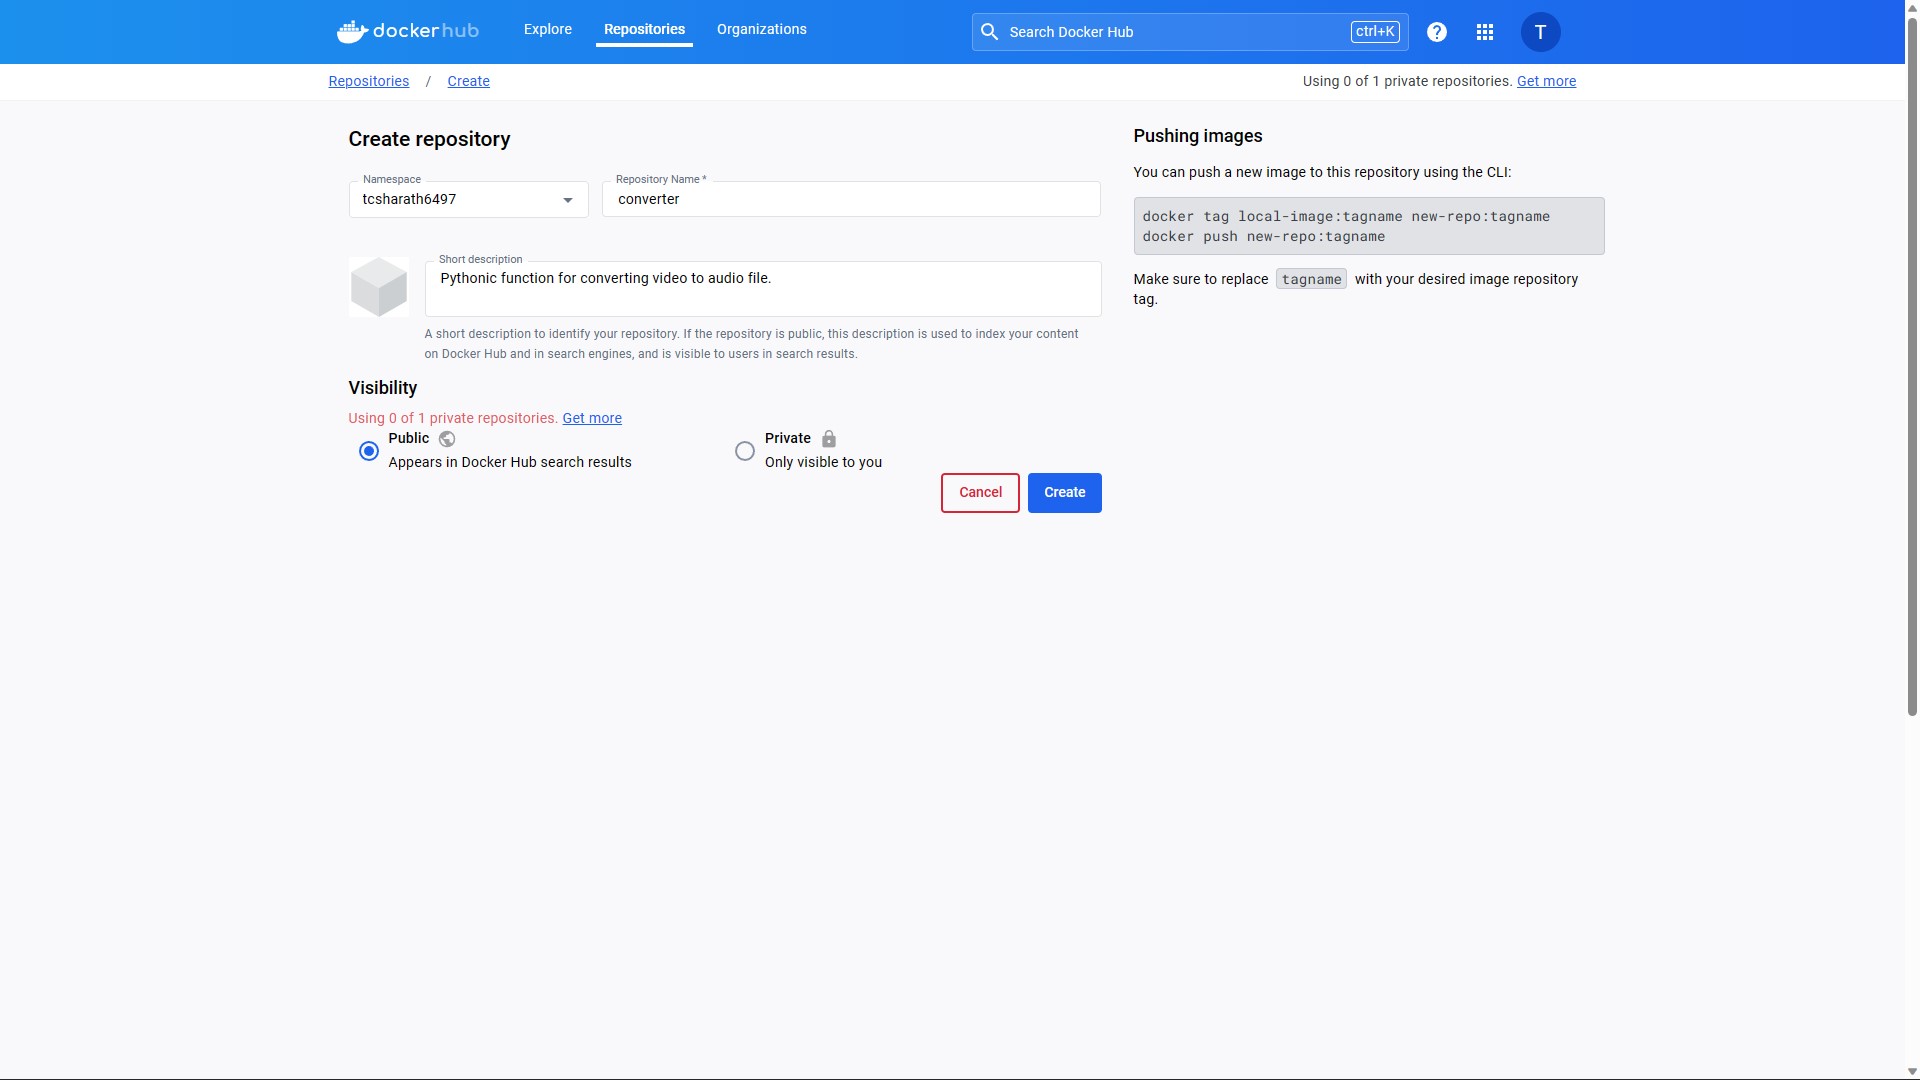 dockerhub
Explore
Repositories
Organizations
Search Docker Hub
ctrl+K
?
T
Repositories / Create
Using 0 of 1 private repositories. Get more
Create repository
Namespace
tcsharath6497
Repository Name *
converter
Short description
Pythonic function for converting video to audio file.
A short description to identify your repository. If the repository is public, this description is used to index your content
on Docker Hub and in search engines, and is visible to users in search results.
Visibility
Using 0 of 1 private repositories. Get more
Public
Appears in Docker Hub search results
Private
Only visible to you
Cancel
Create
Pushing images
You can push a new image to this repository using the CLI:
docker tag local-image:tagname new-repo:tagname
docker push new-repo:tagname
Make sure to replace tagname with your desired image repository
tag.